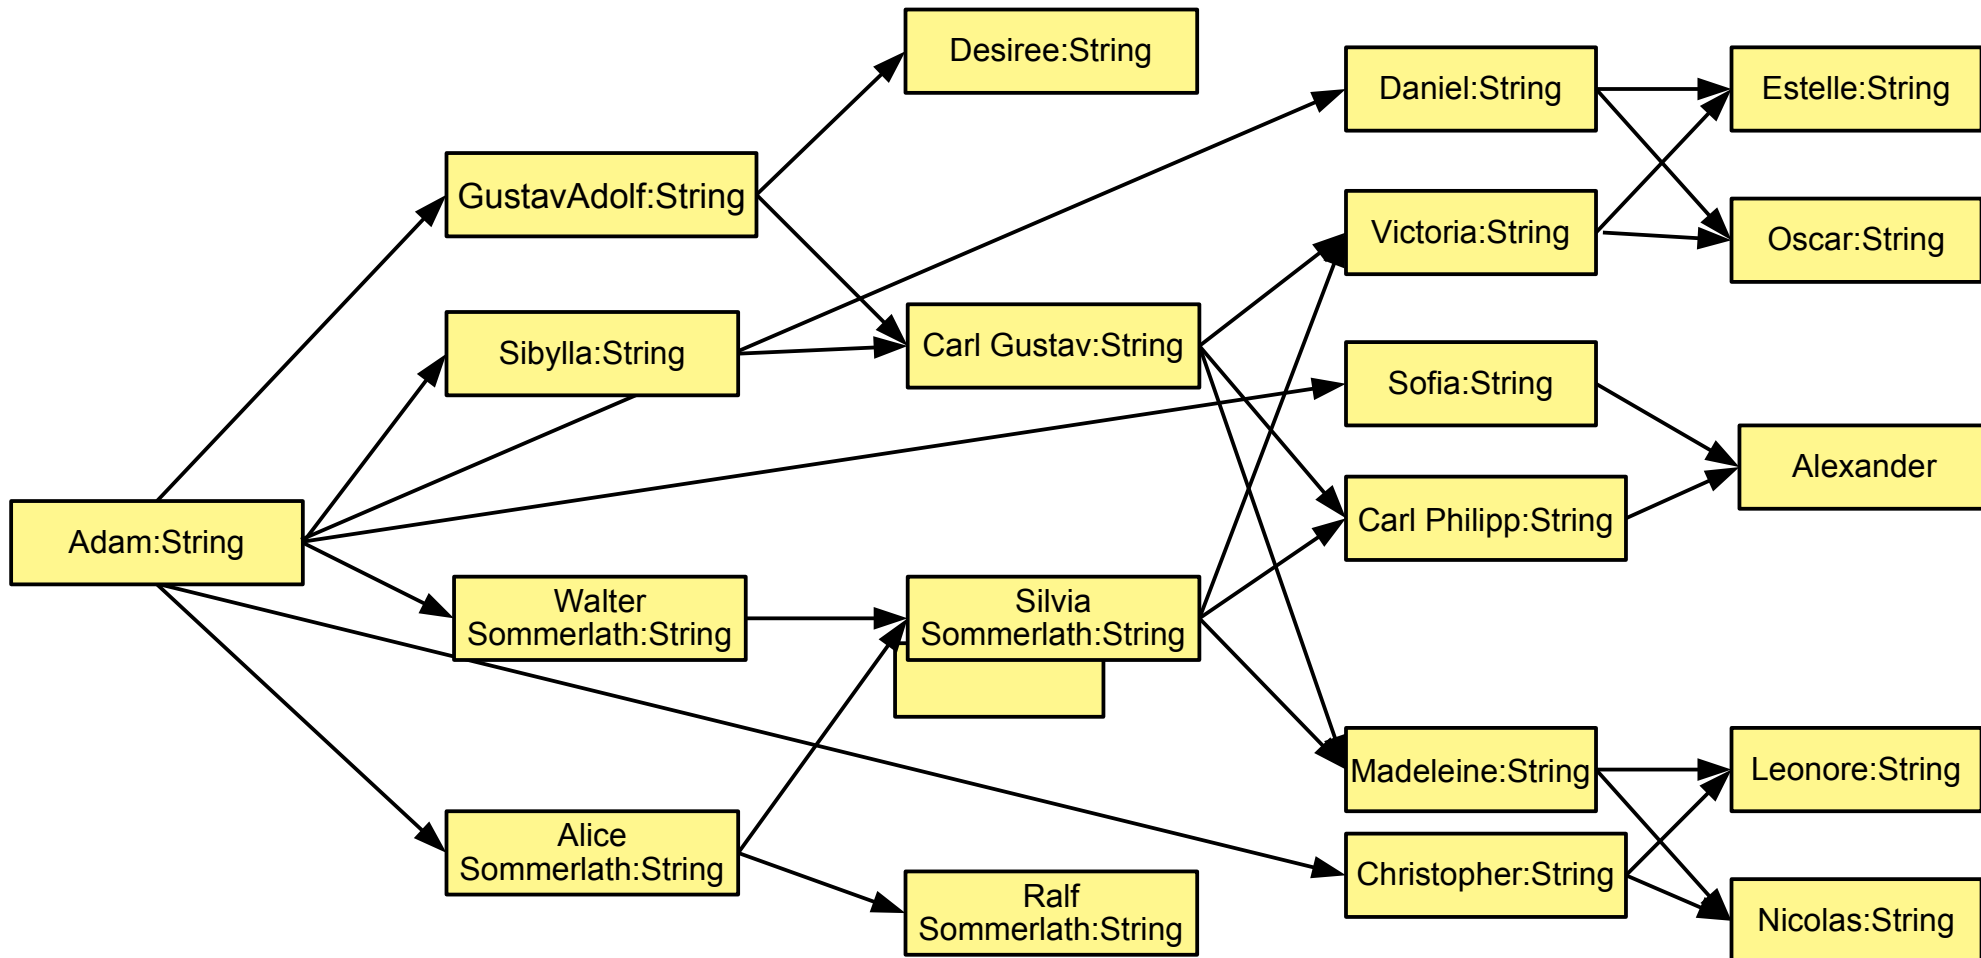 Desiree:String
Daniel:String
Estelle:String
GustavAdolf:String
Victoria:String
Oscar:String
Sibylla:String
Carl Gustav:String
Sofia:String
Alexander
Adam:String
Carl Philipp:String
Walter
Sommerlath:String
Silvia
Sommerlath:String
Madeleine:String
Leonore:String
Alice
Sommerlath:String
Christopher:String
Ralf
Sommerlath:String
Nicolas:String